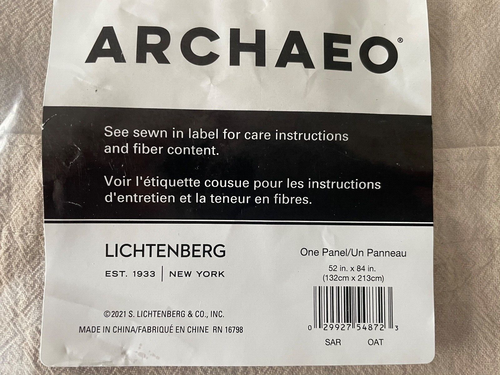 ARCHAEO®
See sewn in label for care instructions
and fiber content.
Voir l'étiquette cousue pour les instructions
d'entretien et la teneur en fibres.
LICHTENBERG
EST. 1933 | NEW YORK
©2021 S. LICHTENBERG & CO., INC.
MADE IN CHINA/FABRIQUÉ EN CHINE RN 16798
One Panel/Un Panneau
52 in. x 84 in.
(132cm x 213cm)
0 29927 54872 3
SAR OAT